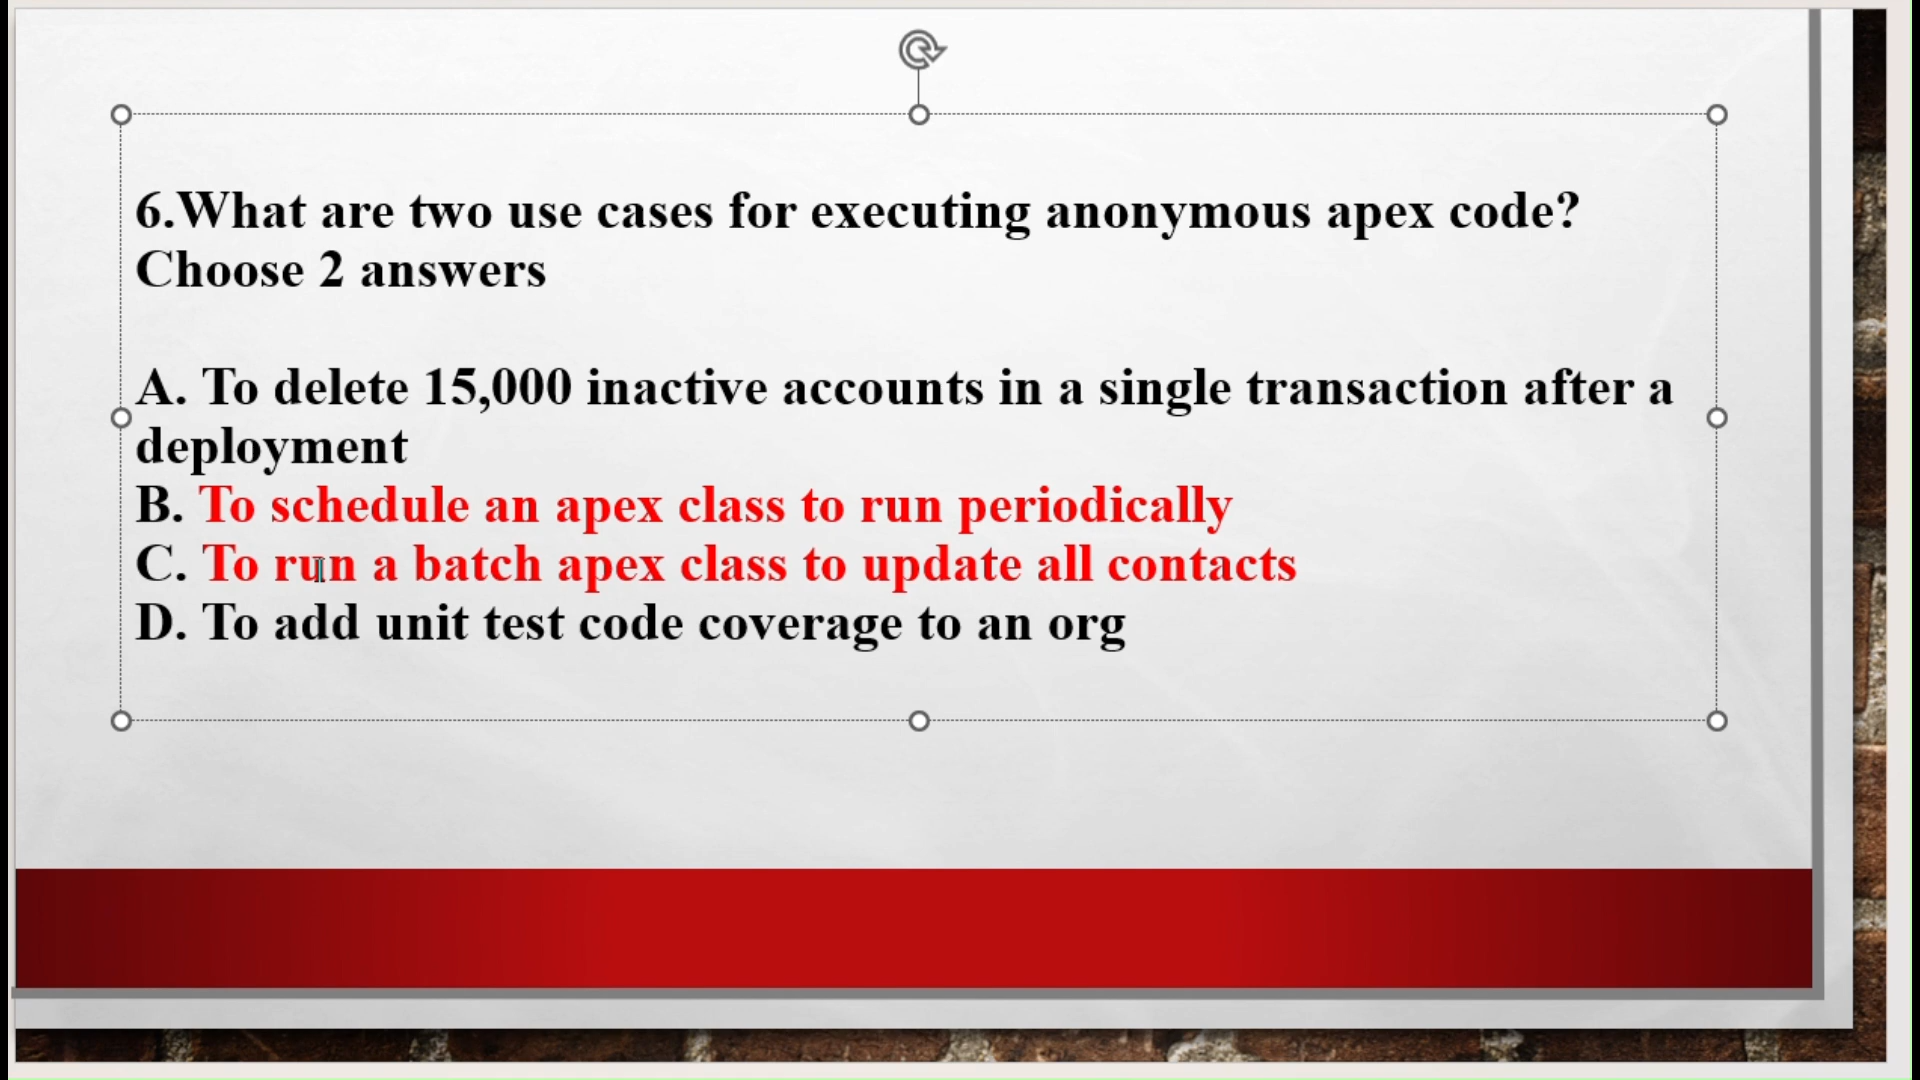 6.What are two use cases for executing anonymous apex code?
Choose 2 answers
A. To delete 15,000 inactive accounts in a single transaction after a
deployment
B. To schedule an apex class to run periodically
C. To run a batch apex class to update all contacts
D. To add unit test code coverage to an org